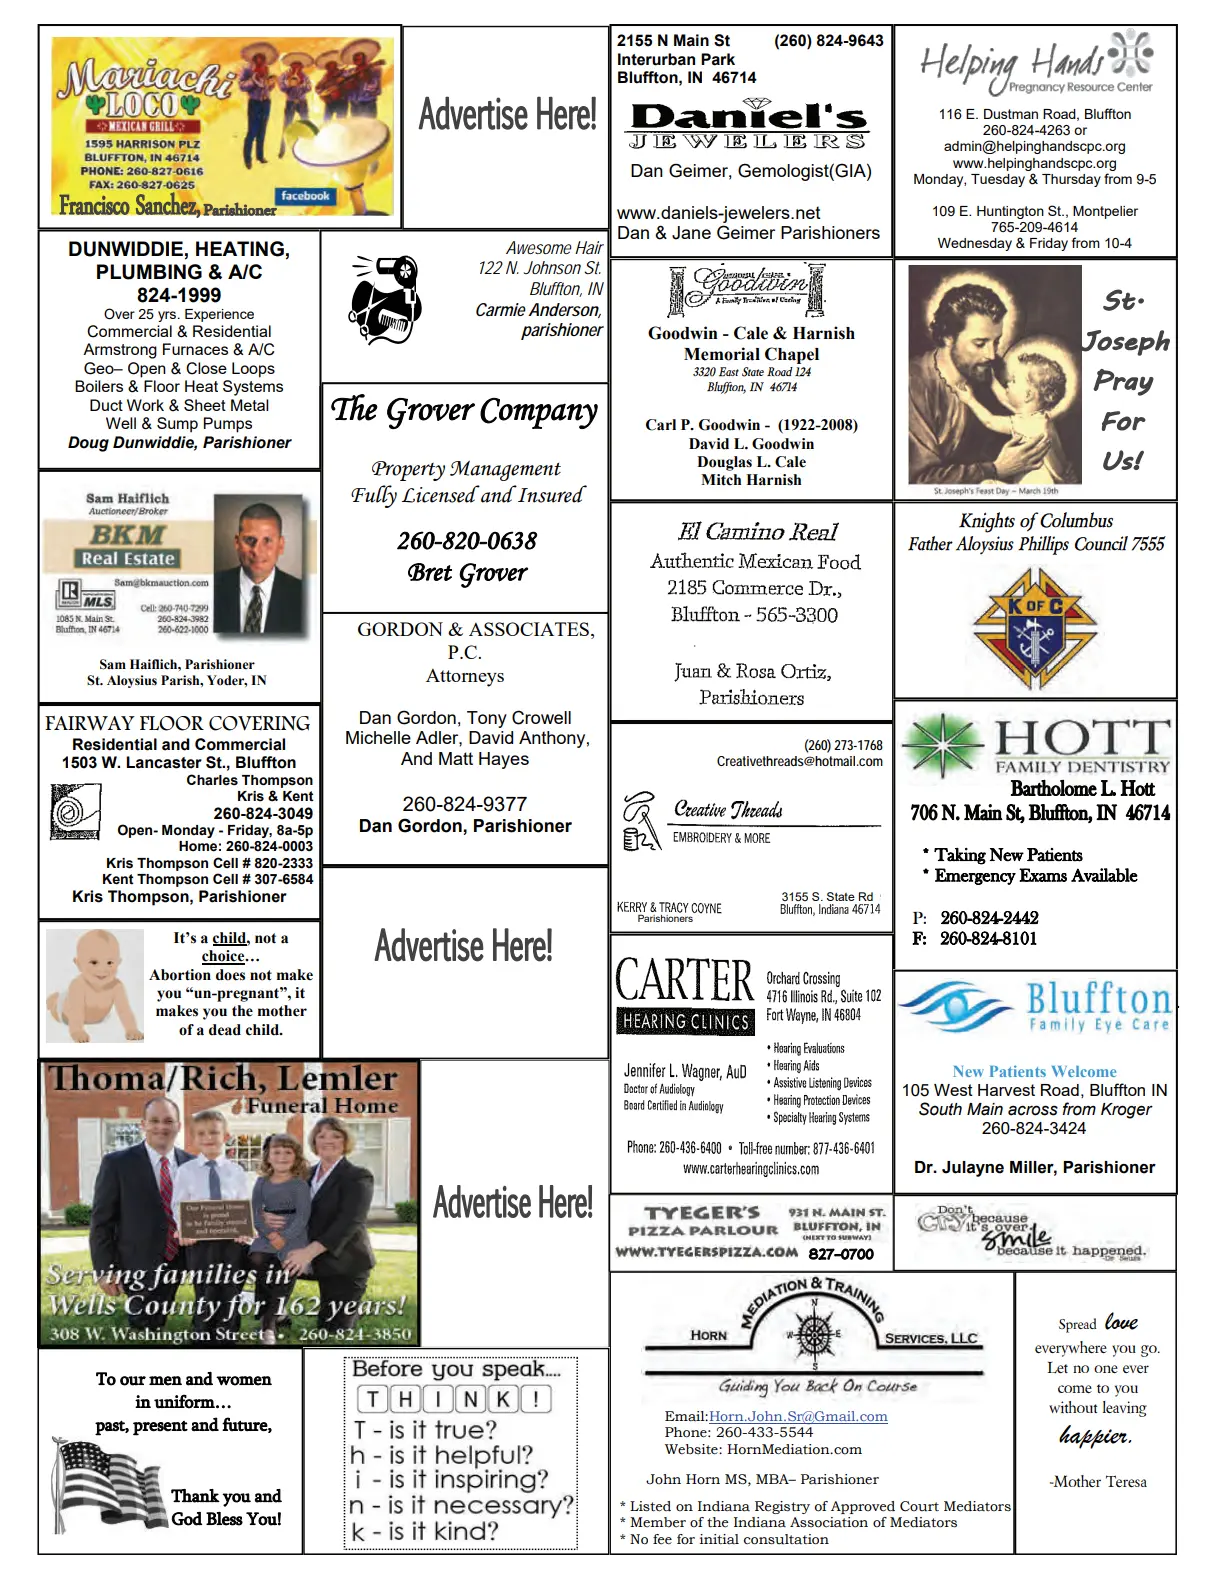 Mariachi
LOCO
MEXICAN GRILL
1595 HARRISON PLZ
BLUFFTON, IN 46714
PHONE: 260-827-0616
FAX: 260-827-0625
facebook
Francisco Sanchez, Parishioner
Advertise Here!
2155 N Main St (260) 824-9643
Interurban Park
Bluffton, IN 46714
Daniel's
JEWELERS
Dan Geimer, Gemologist(GIA)
www.daniels-jewelers.net
Dan & Jane Geimer Parishioners
Helping Hands
Pregnancy Resource Center
116 E. Dustman Road, Bluffton
260-824-4263 or
admin@helpinghandscpc.org
www.helpinghandscpc.org
Monday, Tuesday & Thursday from 9-5
109 E. Huntington St., Montpelier
765-209-4614
Wednesday & Friday from 10-4
DUNWIDDIE, HEATING,
PLUMBING & A/C
824-1999
Over 25 yrs. Experience
Commercial & Residential
Armstrong Furnaces & A/C
Geo– Open & Close Loops
Boilers & Floor Heat Systems
Duct Work & Sheet Metal
Well & Sump Pumps
Doug Dunwiddie, Parishioner
Awesome Hair
122 N. Johnson St.
Bluffton, IN
Carmie Anderson,
parishioner
Goodwin
A Family Tradition of Caring
Goodwin - Cale & Harnish
Memorial Chapel
3320 East State Road 124
Bluffton, IN 46714
Carl P. Goodwin - (1922-2008)
David L. Goodwin
Douglas L. Cale
Mitch Harnish
St.
Joseph
Pray
For
Us!
St. Joseph's Feast Day – March 19th
The Grover Company
Property Management
Fully Licensed and Insured
260-820-0638
Bret Grover
Sam Haiflich
Auctioneer/Broker
BKM
Real Estate
Sam@bkmauction.com
R
MLS
Cell: 260-740-7299
1085 N. Main St. 260-824-3982
Bluffton, IN 46714 260-622-1000
Sam Haiflich, Parishioner
St. Aloysius Parish, Yoder, IN
El Camino Real
Authentic Mexican Food
2185 Commerce Dr.,
Bluffton - 565-3300
Juan & Rosa Ortiz,
Parishioners
Knights of Columbus
Father Aloysius Phillips Council 7555
K OF C
GORDON & ASSOCIATES,
P.C.
Attorneys
Dan Gordon, Tony Crowell
Michelle Adler, David Anthony,
And Matt Hayes
260-824-9377
Dan Gordon, Parishioner
FAIRWAY FLOOR COVERING
Residential and Commercial
1503 W. Lancaster St., Bluffton
Charles Thompson
Kris & Kent
260-824-3049
Open- Monday - Friday, 8a-5p
Home: 260-824-0003
Kris Thompson Cell # 820-2333
Kent Thompson Cell # 307-6584
Kris Thompson, Parishioner
(260) 273-1768
Creativethreads@hotmail.com
Creative Threads
EMBROIDERY & MORE
3155 S. State Rd
KERRY & TRACY COYNE Bluffton, Indiana 46714
Parishioners
HOTT
FAMILY DENTISTRY
Bartholome L. Hott
706 N. Main St, Bluffton, IN 46714
* Taking New Patients
* Emergency Exams Available
P: 260-824-2442
F: 260-824-8101
It's a child, not a
choice…
Abortion does not make
you “un-pregnant”, it
makes you the mother
of a dead child.
Advertise Here!
CARTER
HEARING CLINICS
Orchard Crossing
4716 Illinois Rd., Suite 102
Fort Wayne, IN 46804
Jennifer L. Wagner, AuD
Doctor of Audiology
Board Certified in Audiology
• Hearing Evaluations
• Hearing Aids
• Assistive Listening Devices
• Hearing Protection Devices
• Specialty Hearing Systems
Phone: 260-436-6400 • Toll-free number: 877-436-6401
www.carterhearingclinics.com
Bluffton
Family Eye Care
New Patients Welcome
105 West Harvest Road, Bluffton IN
South Main across from Kroger
260-824-3424
Dr. Julayne Miller, Parishioner
Thoma/Rich, Lemler
Funeral Home
Our Funeral Home
is proud
to be family owned
and operated.
Serving families in
Wells County for 162 years!
308 W. Washington Street • 260-824-3850
Advertise Here!
TYEGER'S
PIZZA PARLOUR
931 N. MAIN ST.
BLUFFTON, IN
(NEXT TO SUBWAY)
WWW.TYEGERSPIZZA.COM 827-0700
Don't
CRY because
it's over.
smile
because it happened.
-Dr Seuss
HORN MEDIATION & TRAINING SERVICES, LLC
N
W E
S
Guiding You Back On Course
Email:Horn.John.Sr@Gmail.com
Phone: 260-433-5544
Website: HornMediation.com
John Horn MS, MBA– Parishioner
* Listed on Indiana Registry of Approved Court Mediators
* Member of the Indiana Association of Mediators
* No fee for initial consultation
Spread love
everywhere you go.
Let no one ever
come to you
without leaving
happier.
-Mother Teresa
To our men and women
in uniform…
past, present and future,
Thank you and
God Bless You!
Before you speak....
THINK!
T - is it true?
h - is it helpful?
i - is it inspiring?
n - is it necessary?
k - is it kind?